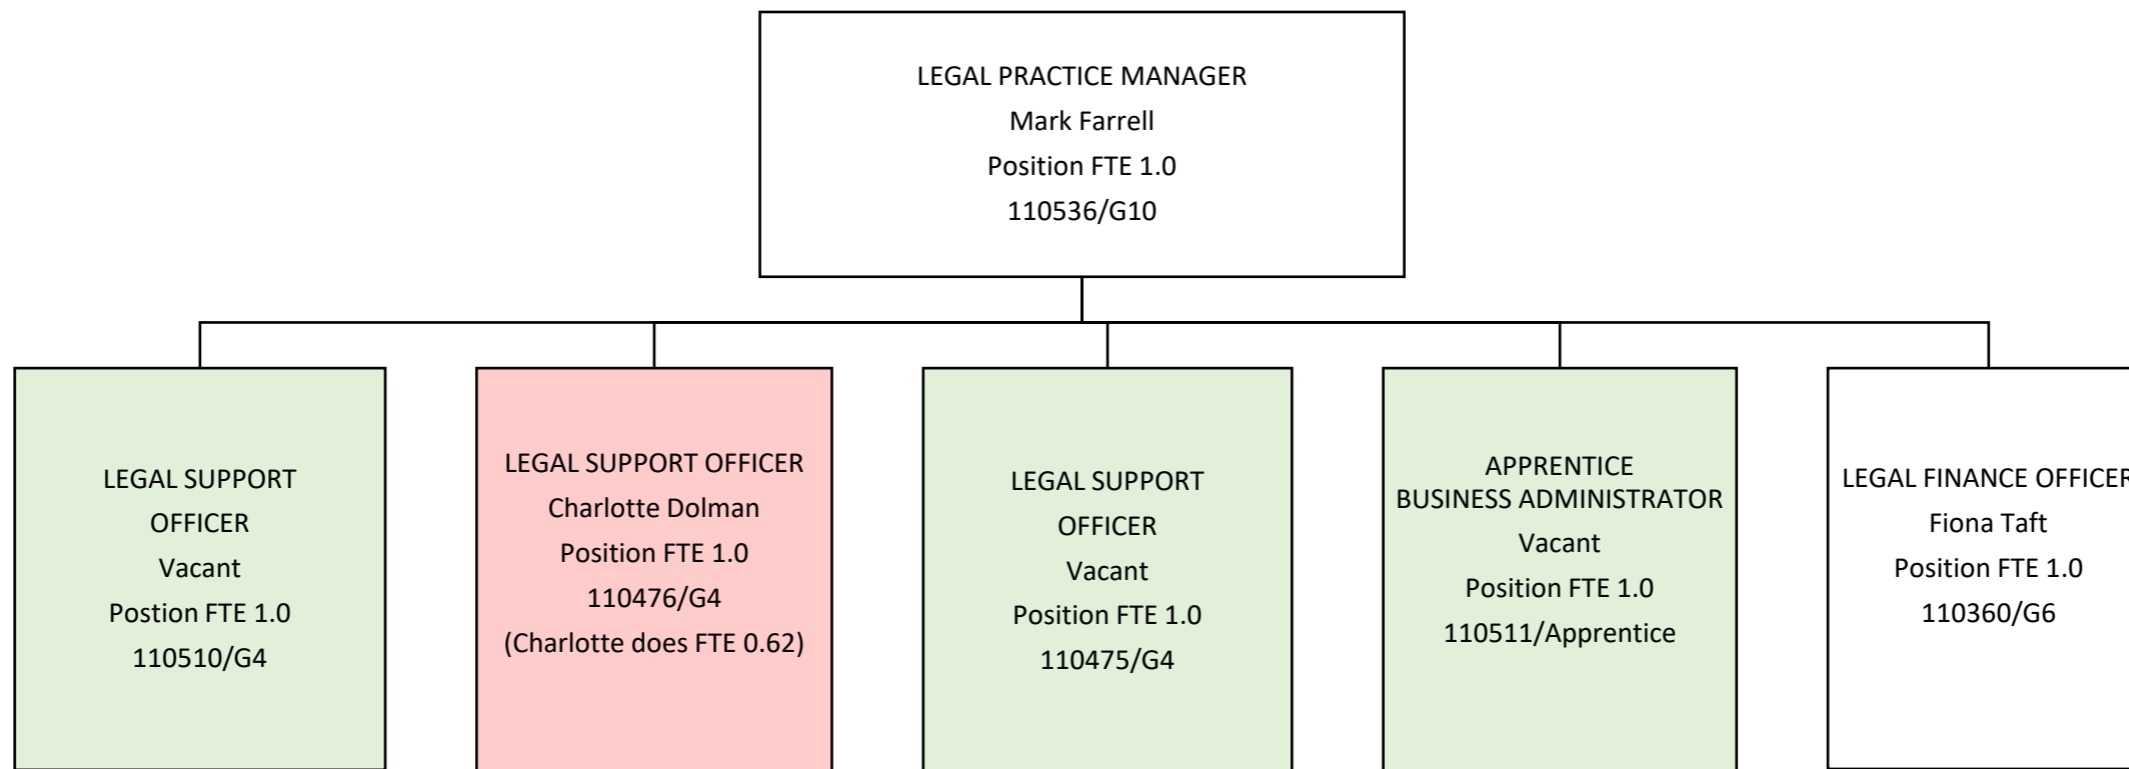 LEGAL PRACTICE MANAGER
Mark Farrell
Position FTE 1.0
110536/G10
LEGAL SUPPORT
OFFICER
Vacant
Postion FTE 1.0
110510/G4
LEGAL SUPPORT OFFICER
Charlotte Dolman
Position FTE 1.0
110476/G4
(Charlotte does FTE 0.62)
LEGAL SUPPORT
OFFICER
Vacant
Position FTE 1.0
110475/G4
APPRENTICE
BUSINESS ADMINISTRATOR
Vacant
Position FTE 1.0
110511/Apprentice
LEGAL FINANCE OFFICER
Fiona Taft
Position FTE 1.0
110360/G6